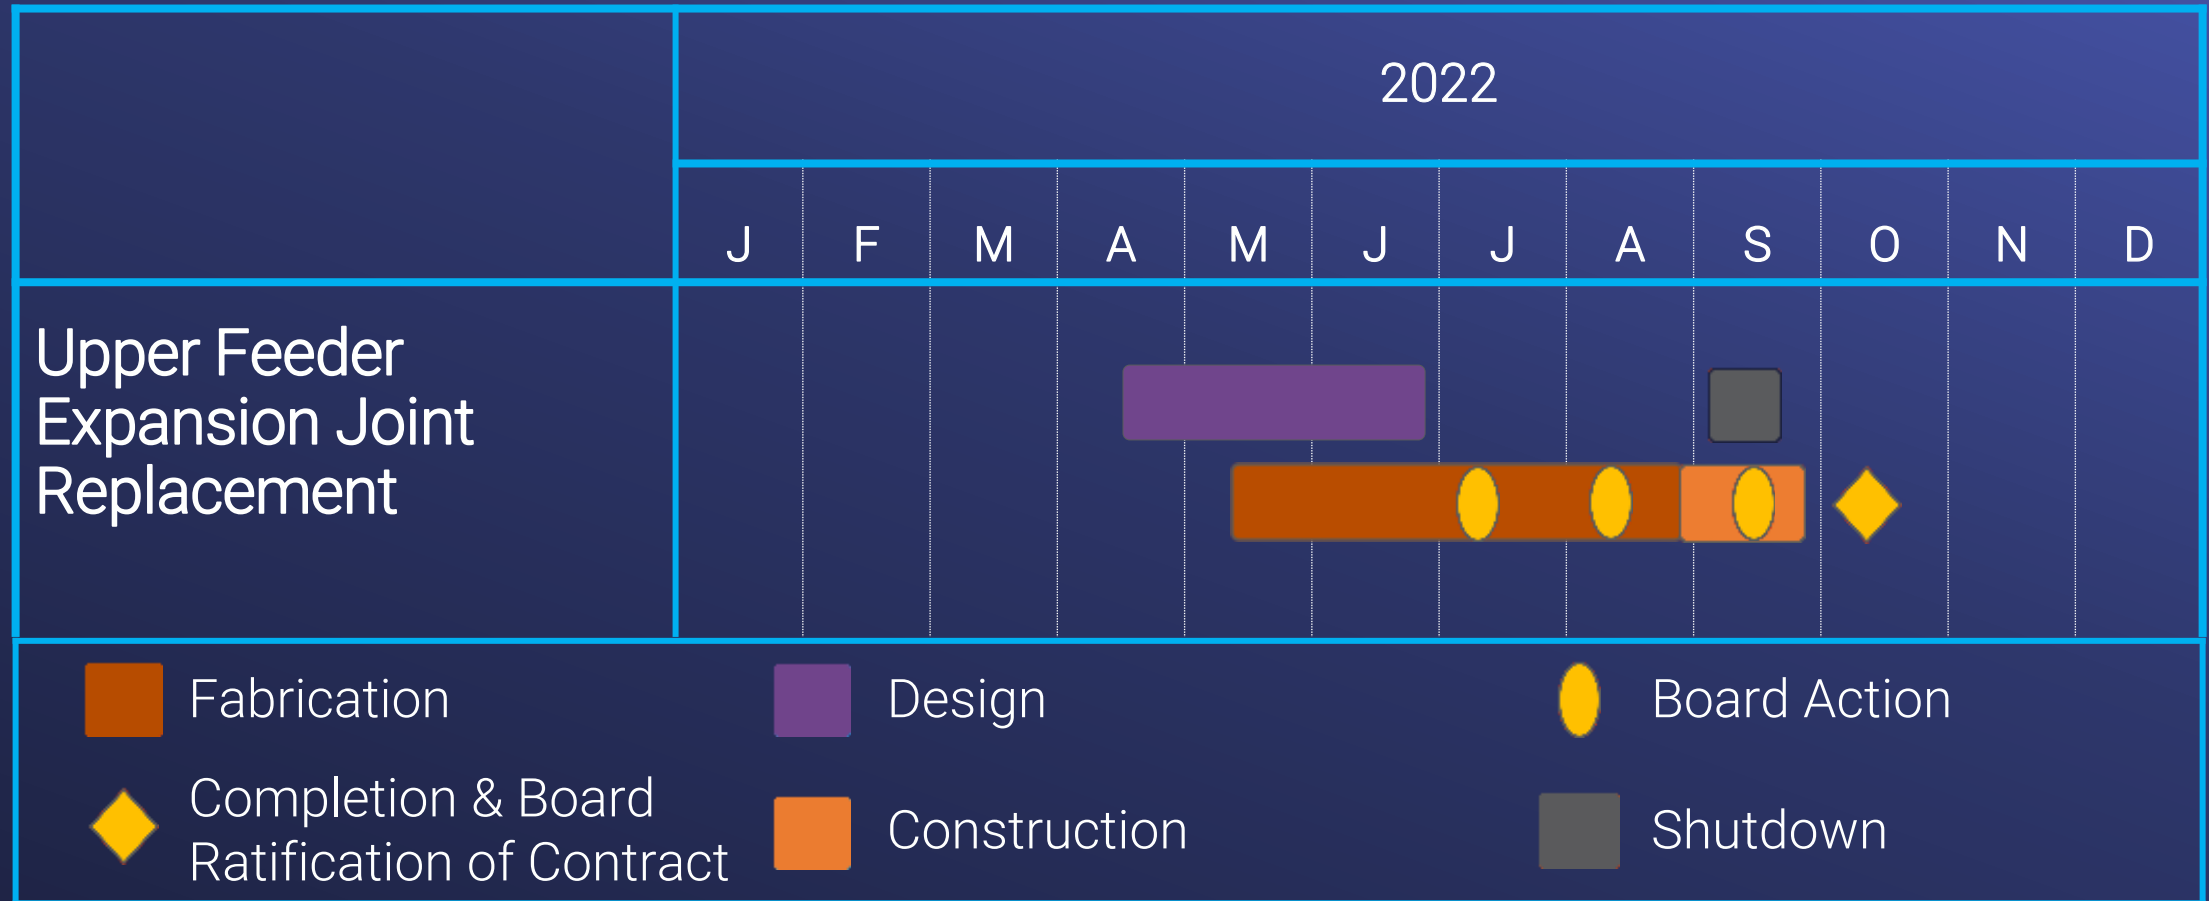 2022
J F M A M J J A S O N D
Upper Feeder
Expansion Joint
Replacement
Fabrication
Design
Board Action
Completion & Board
Ratification of Contract
Construction
Shutdown